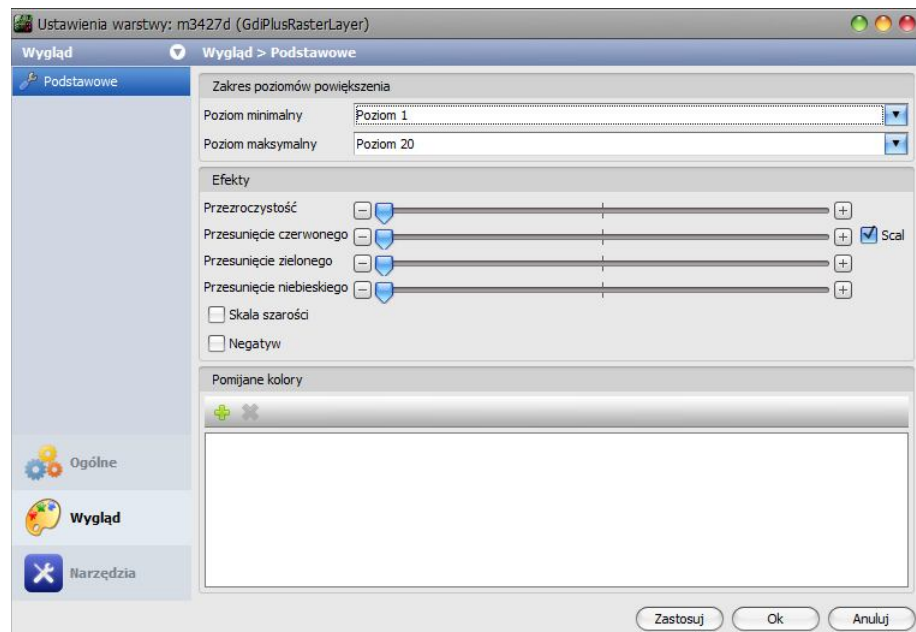 Ustawienia warstwy: m3427d (GdiPlusRasterLayer)
Wygląd
Wygląd > Podstawowe
Podstawowe
Zakres poziomów powiększenia
Poziom minimalny Poziom 1
Poziom maksymalny Poziom 20
Efekty
Przezroczystość
Przesunięcie czerwonego
Scal
Przesunięcie zielonego
Przesunięcie niebieskiego
Skala szarości
Negatyw
Pomijane kolory
Ogólne
Wygląd
Narzędzia
Zastosuj Ok Anuluj